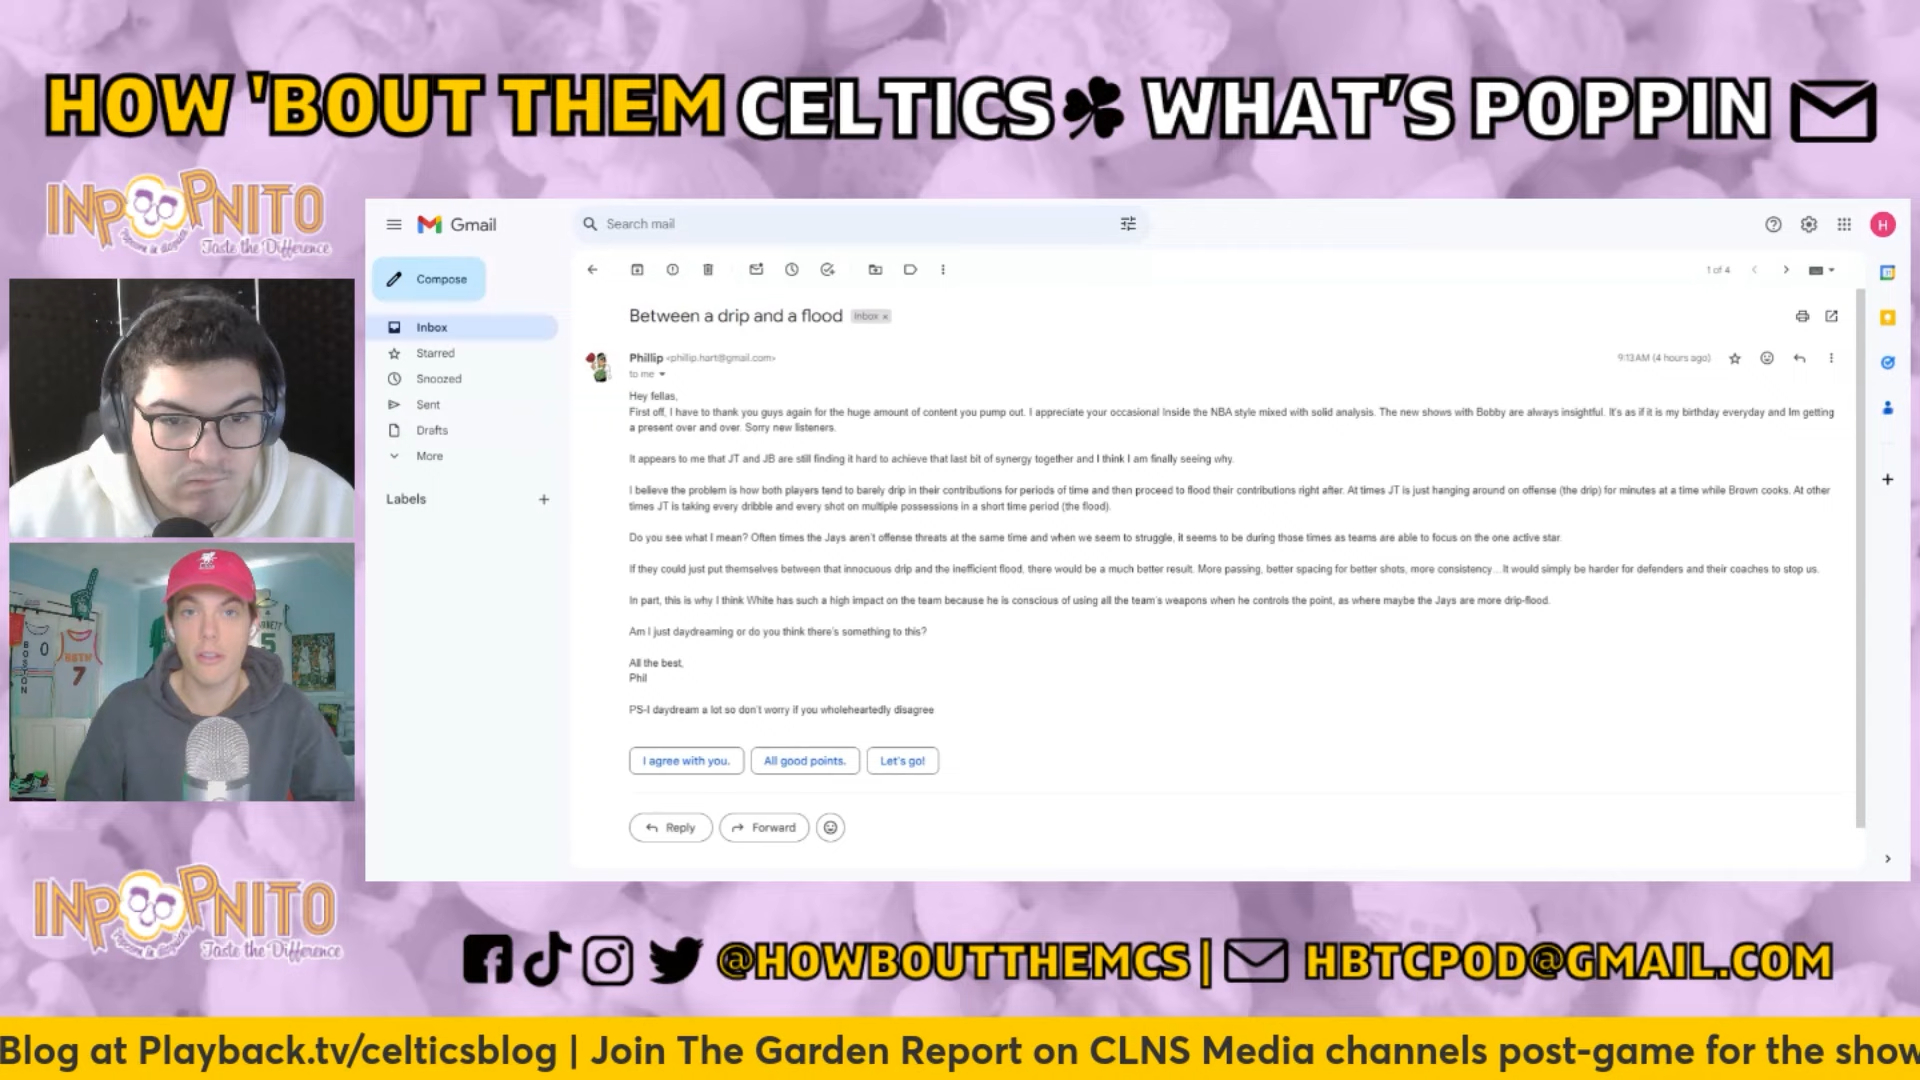 HOW 'BOUT THEM CELTICS WHAT'S POPPIN
INPOPNITO
Taste the Difference
Gmail
Search mail
H
Compose
1 of 4
Inbox
Starred
Snoozed
Sent
Drafts
More
Labels
Between a drip and a flood Inbox x
Phillip <phillip.hart@gmail.com>
9:13AM (4 hours ago)
to me
Hey fellas,
First off, I have to thank you guys again for the huge amount of content you pump out. I appreciate your occasional Inside the NBA style mixed with solid analysis. The new shows with Bobby are always insightful. It's as if it is my birthday everyday and Im getting
a present over and over. Sorry new listeners.
It appears to me that JT and JB are still finding it hard to achieve that last bit of synergy together and I think I am finally seeing why.
I believe the problem is how both players tend to barely drip in their contributions for periods of time and then proceed to flood their contributions right after. At times JT is just hanging around on offense (the drip) for minutes at a time while Brown cooks. At other
times JT is taking every dribble and every shot on multiple possessions in a short time period (the flood).
Do you see what I mean? Often times the Jays aren't offense threats at the same time and when we seem to struggle, it seems to be during those times as teams are able to focus on the one active star.
If they could just put themselves between that innocuous drip and the inefficient flood, there would be a much better result. More passing, better spacing for better shots, more consistency...It would simply be harder for defenders and their coaches to stop us.
In part, this is why I think White has such a high impact on the team because he is conscious of using all the team's weapons when he controls the point, as where maybe the Jays are more drip-flood.
Am I just daydreaming or do you think there's something to this?
All the best,
Phil
PS-I daydream a lot so don't worry if you wholeheartedly disagree
I agree with you. All good points. Let's go!
Reply Forward
BOSTON
0
7
5
INPOPNITO
Taste the Difference
@HOWBOUTTHEMCS | HBTCPOD@GMAIL.COM
Blog at Playback.tv/celticsblog | Join The Garden Report on CLNS Media channels post-game for the show